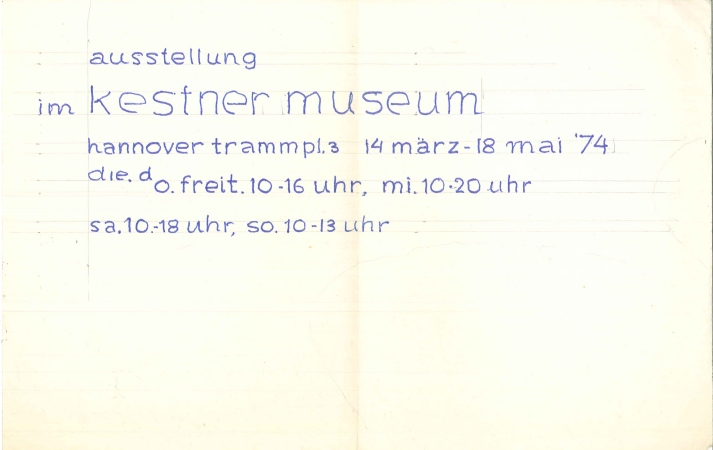 ausstellung
im kestner museum
hannover trammpl.3 14 märz-18 mai '74
die. do. freit. 10-16 uhr, mi. 10-20 uhr
sa. 10.-18 uhr, so. 10-13 uhr